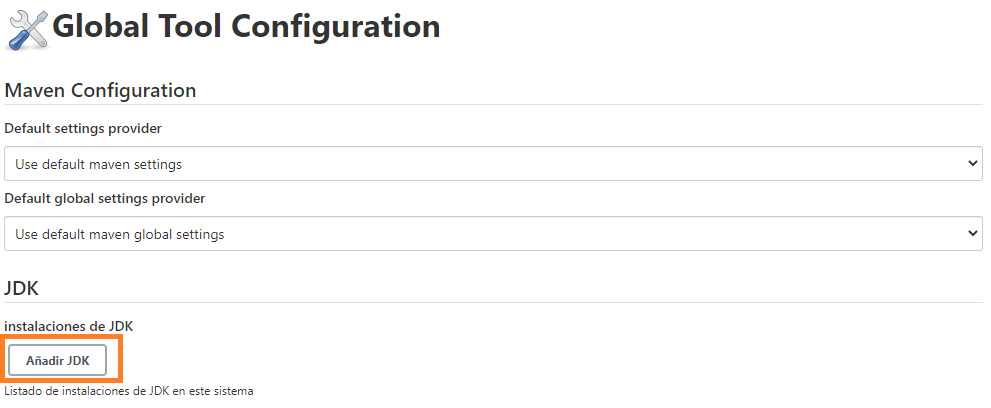 Global Tool Configuration
Maven Configuration
Default settings provider
Use default maven settings
Default global settings provider
Use default maven global settings
JDK
instalaciones de JDK
Añadir JDK
Listado de instalaciones de JDK en este sistema